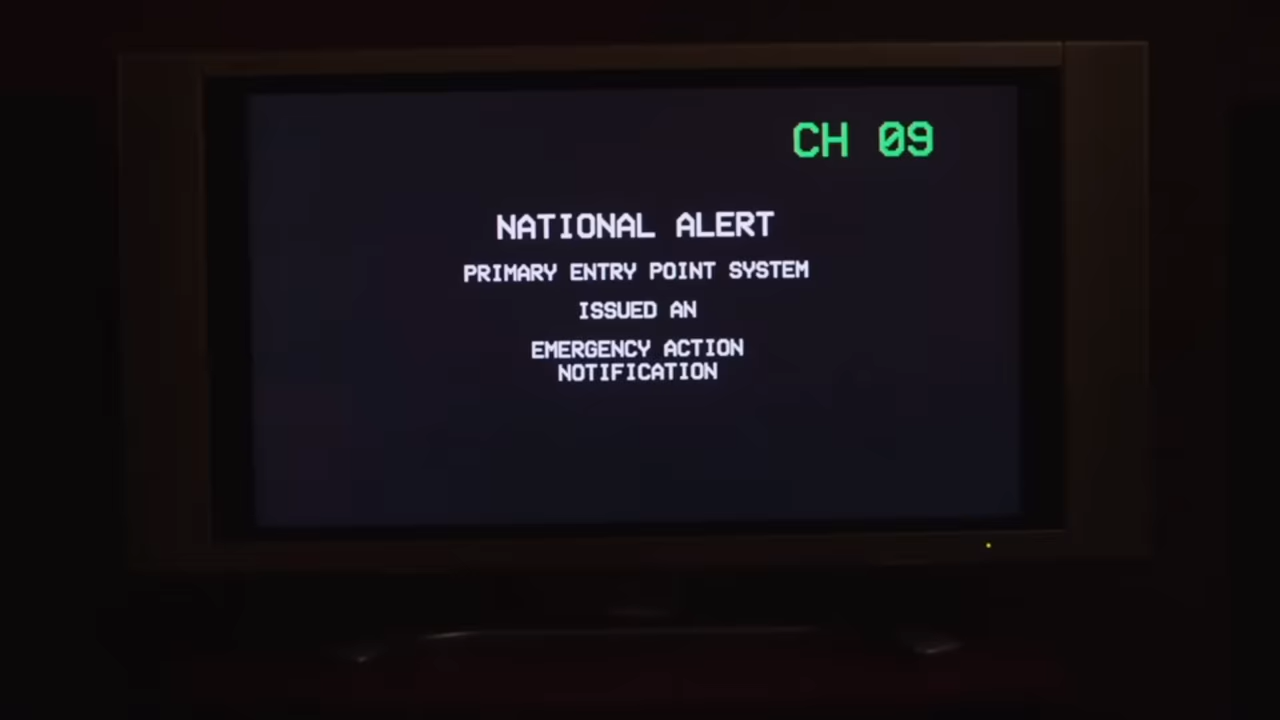 CH 09
NATIONAL ALERT
PRIMARY ENTRY POINT SYSTEM
ISSUED AN
EMERGENCY ACTION
NOTIFICATION